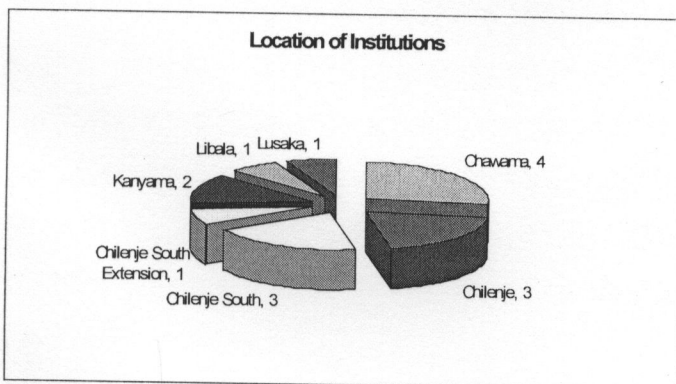 Location of Institutions
Libala, 1
Lusaka, 1
Chawama, 4
Kanyama, 2
Chilenje South
Extension, 1
Chilenje South, 3
Chilenje, 3